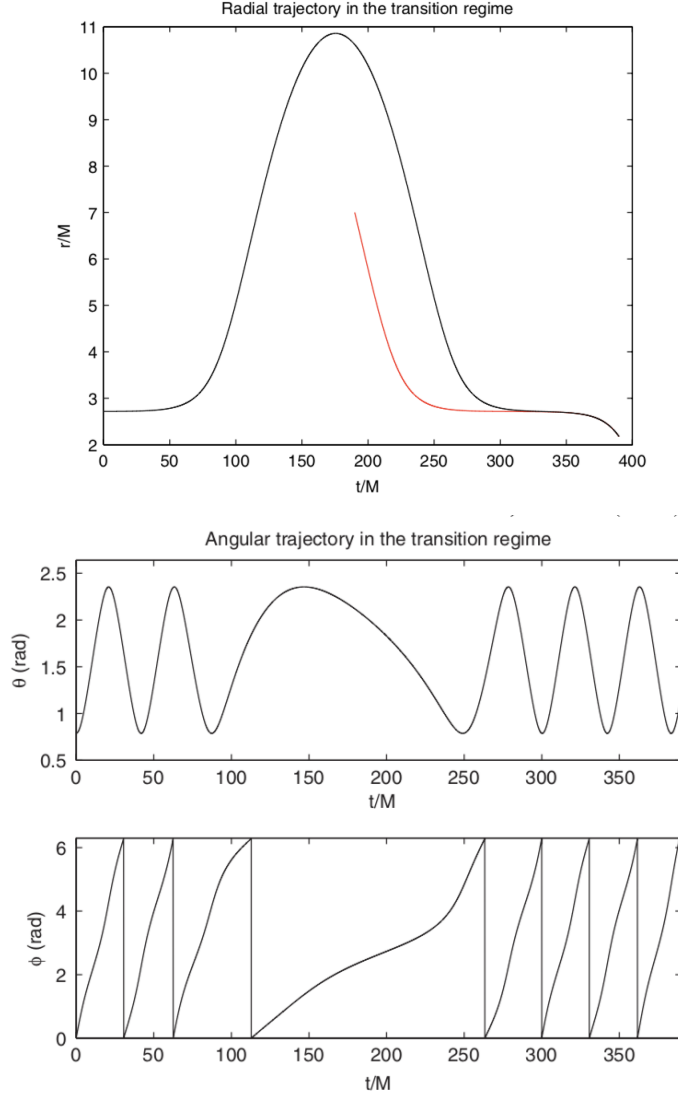 Radial trajectory in the transition regime
11
10
9
8
7
6
5
4
3
2
r/M
0 50 100 150 200 250 300 350 400
t/M
Angular trajectory in the transition regime
2.5
2
1.5
1
0.5
θ (rad)
0 50 100 150 200 250 300 350
t/M
6
4
2
0
ϕ (rad)
0 50 100 150 200 250 300 350
t/M